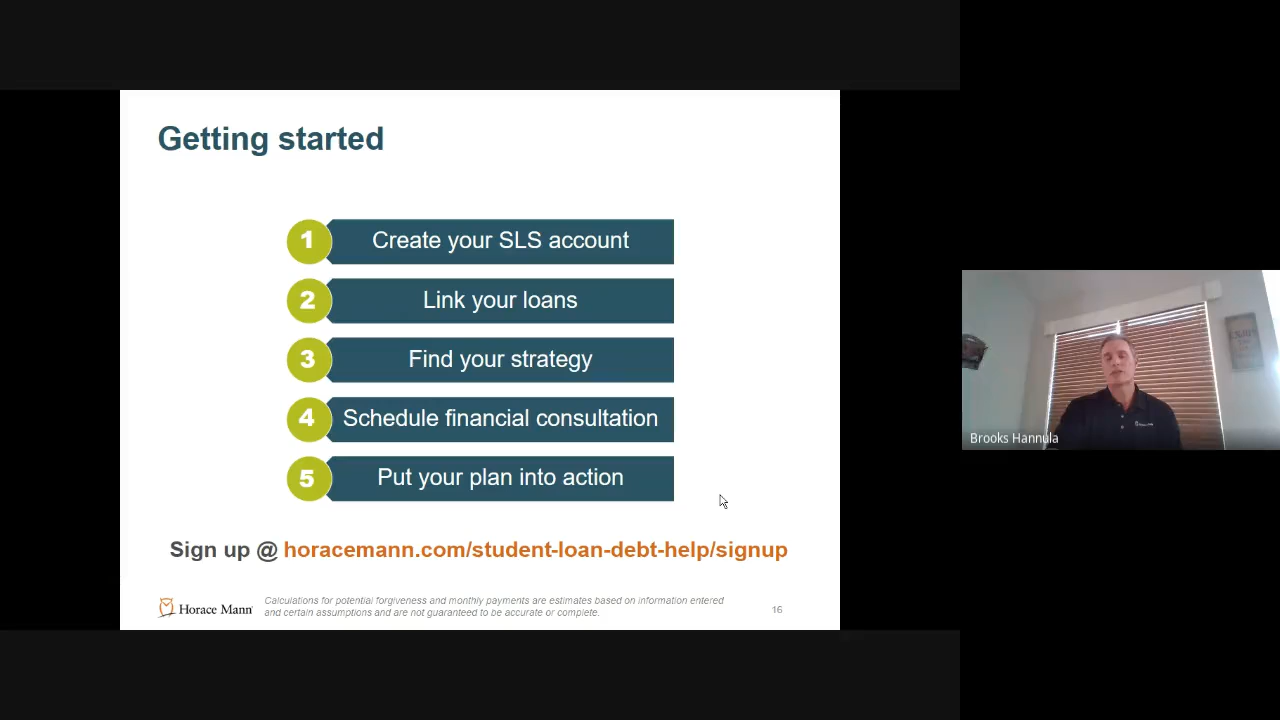 Getting started
1
Create your SLS account
2
Link your loans
3
Find your strategy
4
Schedule financial consultation
5
Put your plan into action
Sign up @ horacemann.com/student-loan-debt-help/signup
Horace Mann
Calculations for potential forgiveness and monthly payments are estimates based on information entered
and certain assumptions and are not guaranteed to be accurate or complete.
16
Brooks Hannula